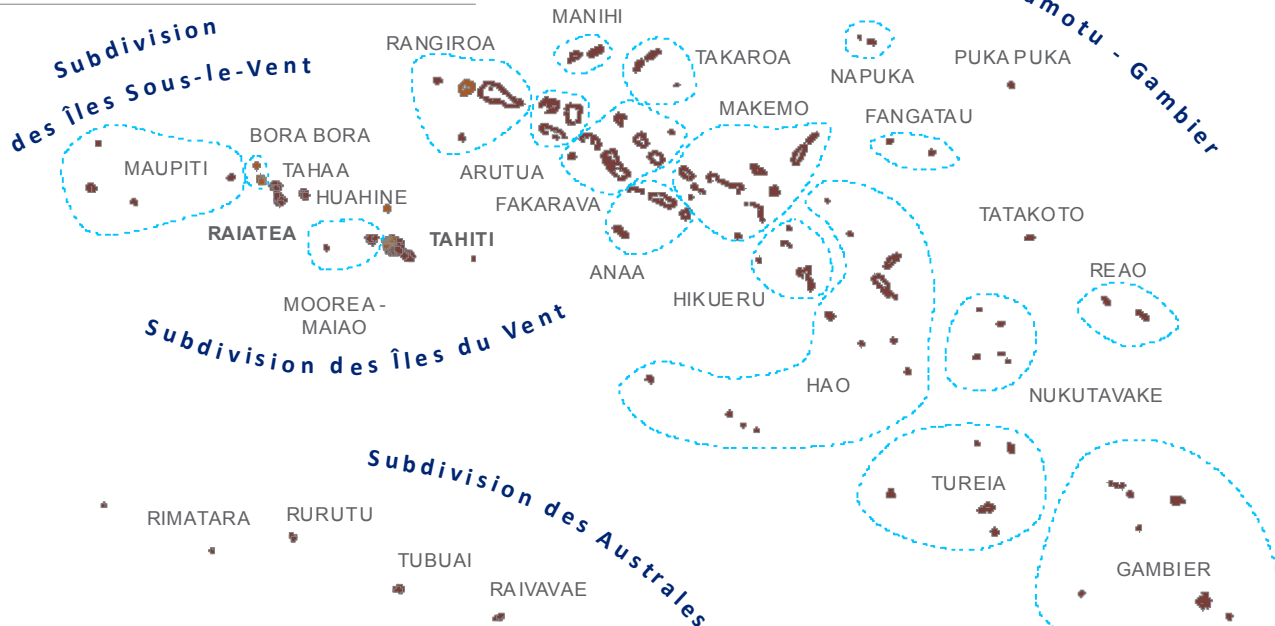 Subdivision
des Îles Sous-le-Vent
amotu - Gambier
MANIHI
RANGIROA
TAKAROA
NAPUKA
PUKA PUKA
MAKEMO
FANGATAU
BORA BORA
MAUPITI
TAHAA
ARUTUA
HUAHINE
FAKARAVA
RAIATEA
TAHITI
TATAKOTO
ANAA
REAO
HIKUERU
MOOREA -
MAIAO
Subdivision des Îles du Vent
HAO
NUKUTAVAKE
Subdivision des Australes
TUREIA
RIMATARA
RURUTU
TUBUAI
RAIVAVAE
GAMBIER